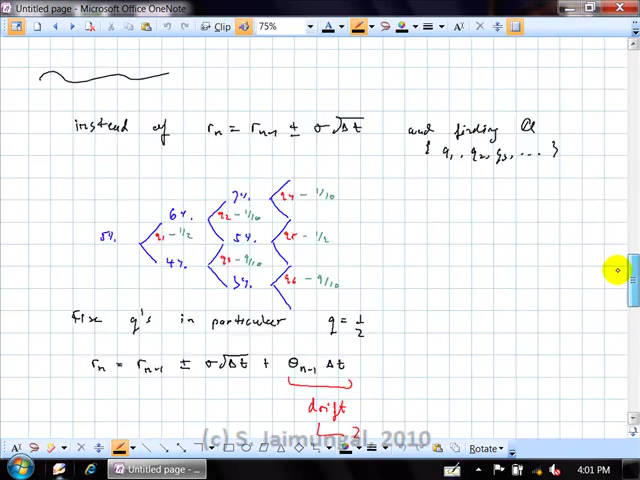 Untitled page - Microsoft Office OneNote
75%
instead of rₙ = rₙ₋₁ ± σ√Δt and finding Q
{ q₁, q₂, q₃, .... }
7%. q4 - 1/10
6%. q2 - 1/10
5%. q1 - 1/2 5%. q5 - 1/2
4%. q3 - 9/10
3%. q6 - 9/10
Fix q's in particular q = 1/2
rₙ = rₙ₋₁ ± σ√Δt + θₙ₋₁ Δt
drift
(c) S. Jaimungal, 2010
Rotate
Untitled page - Micro...
4:01 PM